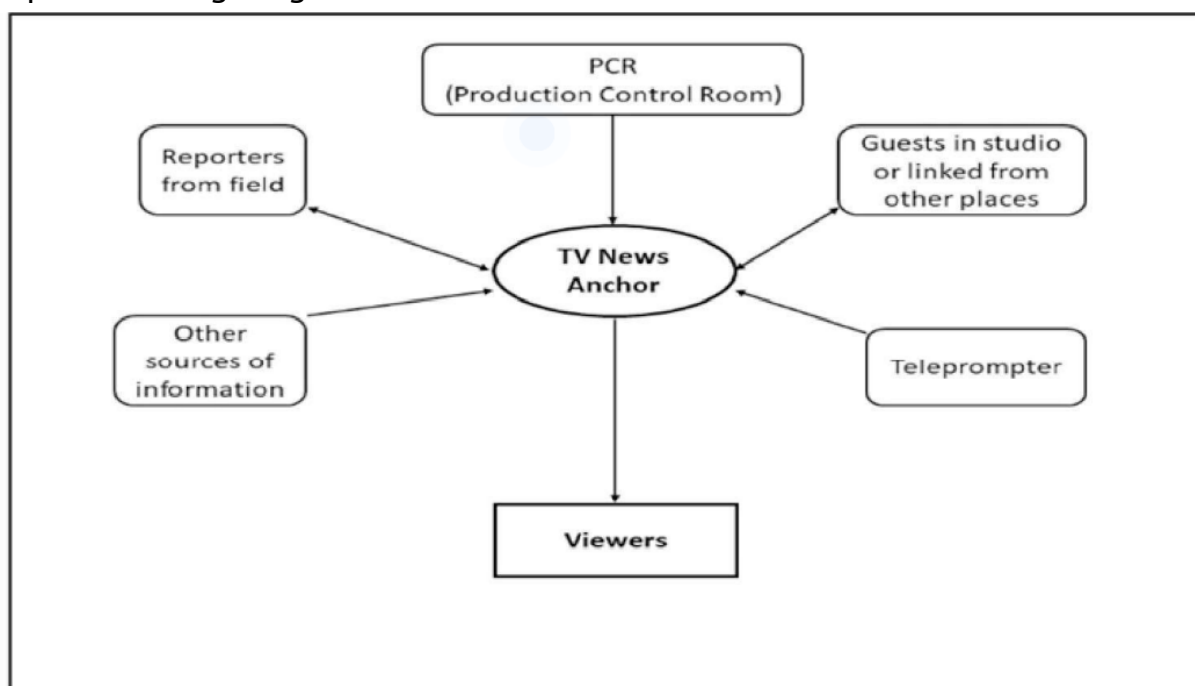 PCR
(Production Control Room)
Reporters
from field
Guests in studio
or linked from
other places
TV News
Anchor
Other
sources of
information
Teleprompter
Viewers